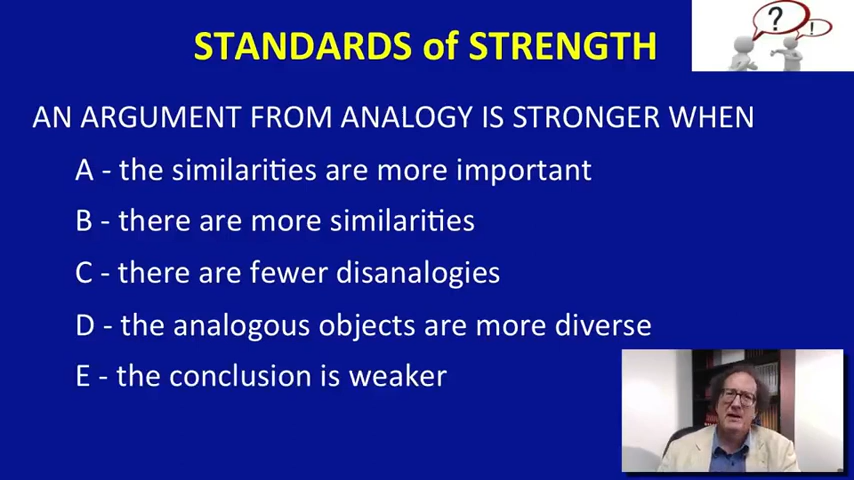 STANDARDS of STRENGTH
? !
AN ARGUMENT FROM ANALOGY IS STRONGER WHEN
A - the similarities are more important
B - there are more similarities
C - there are fewer disanalogies
D - the analogous objects are more diverse
E - the conclusion is weaker